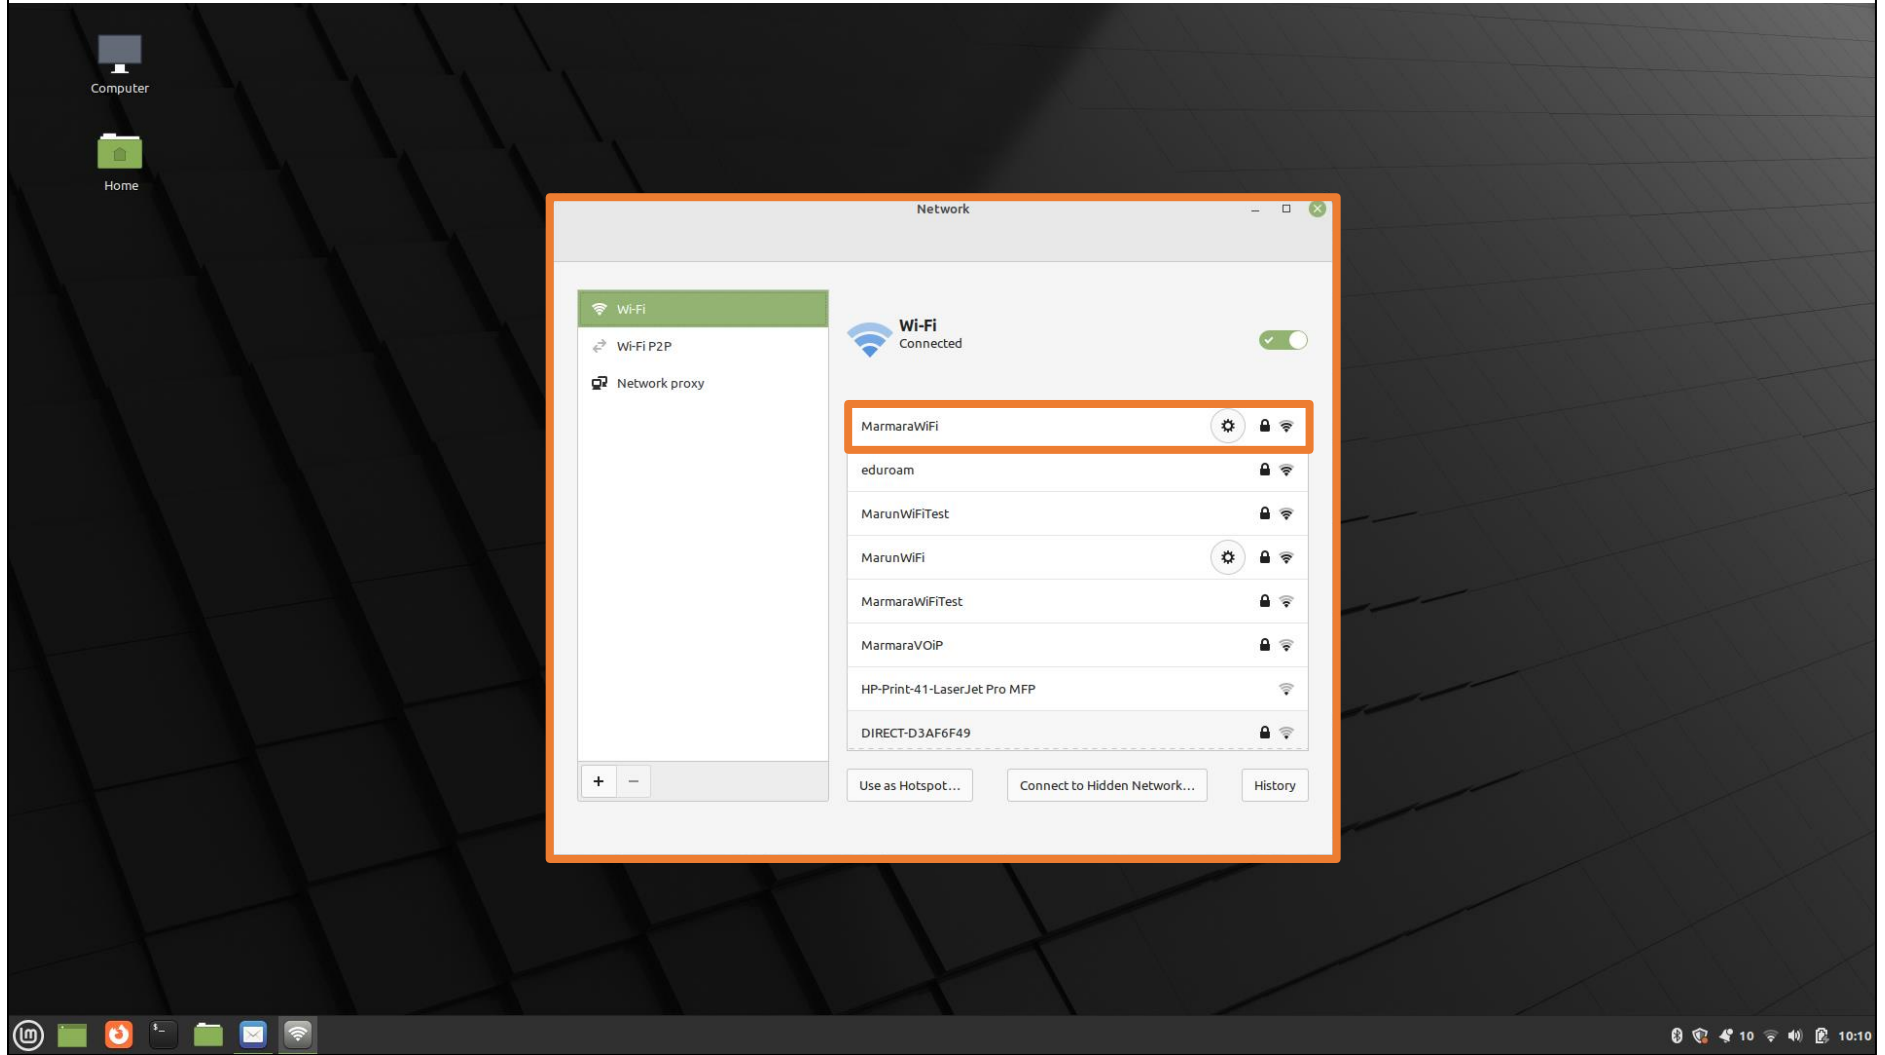 Computer
Home
Network
Wi-Fi
Wi-Fi P2P
Network proxy
Wi-Fi
Connected
MarmaraWiFi
eduroam
MarunWiFiTest
MarunWiFi
MarmaraWiFiTest
MarmaraVOiP
HP-Print-41-LaserJet Pro MFP
DIRECT-D3AF6F49
+ −
Use as Hotspot...
Connect to Hidden Network...
History
lm
$_
10
10:10